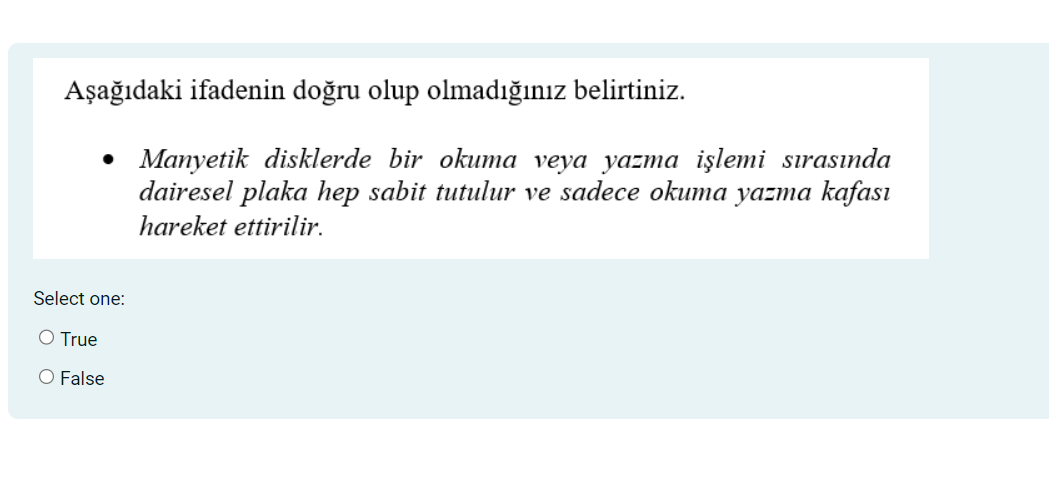 Aşağıdaki ifadenin doğru olup olmadığınız belirtiniz.
• Manyetik disklerde bir okuma veya yazma işlemi sırasında
dairesel plaka hep sabit tutulur ve sadece okuma yazma kafası
hareket ettirilir.
Select one:
True
False